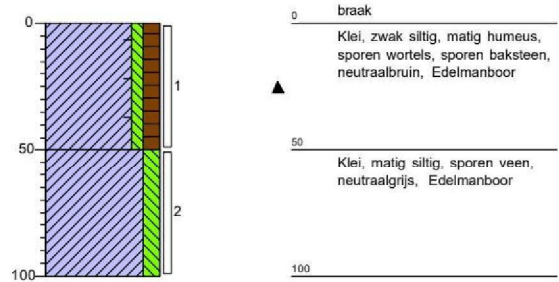 0
50
100
1
2
braak
0
Klei, zwak siltig, matig humeus,
sporen wortels, sporen baksteen,
neutraalbruin, Edelmanboor
50
Klei, matig siltig, sporen veen,
neutraalgrijs, Edelmanboor
100